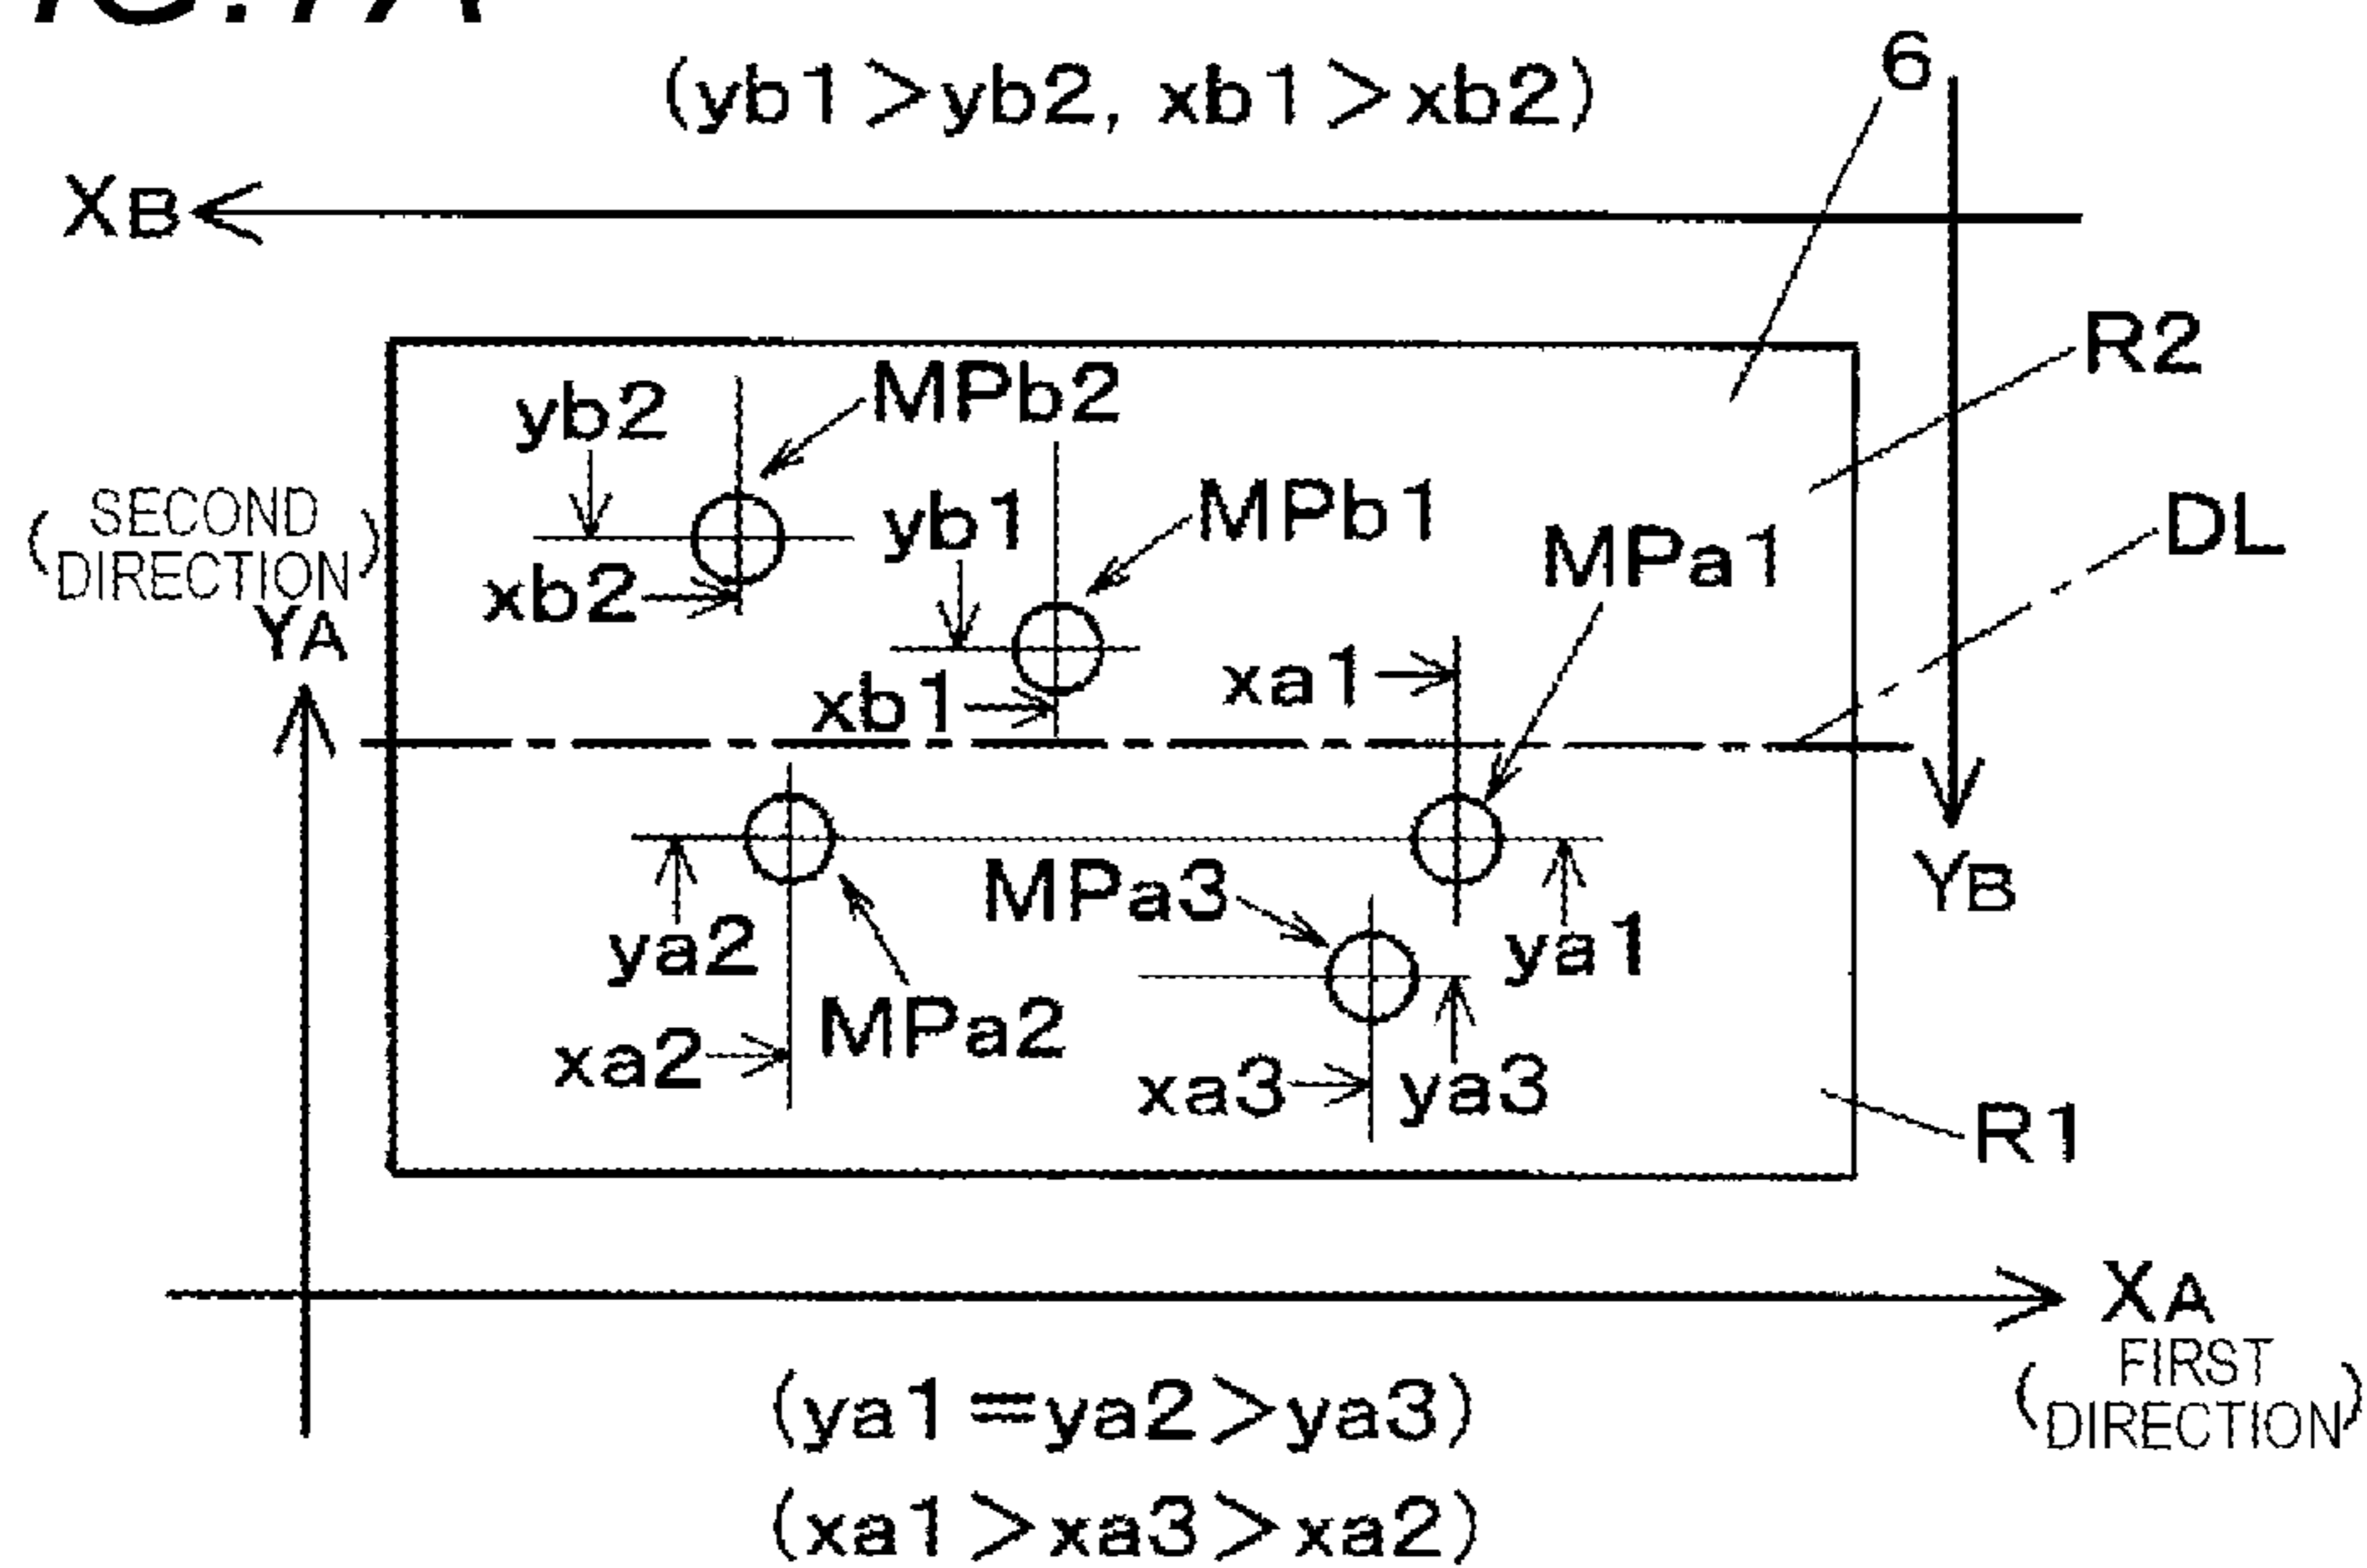 (yb1>yb2, xb1>xb2)
6
XB
R2
MPb2
yb2
SECOND
DIRECTION
MPb1
yb1
DL
MPa1
xb2
YA
xa1
xb1
MPa3
YB
ya2
ya1
MPa2
xa2
xa3
ya3
R1
XA
FIRST
DIRECTION
(ya1=ya2>ya3)
(xa1>xa3>xa2)